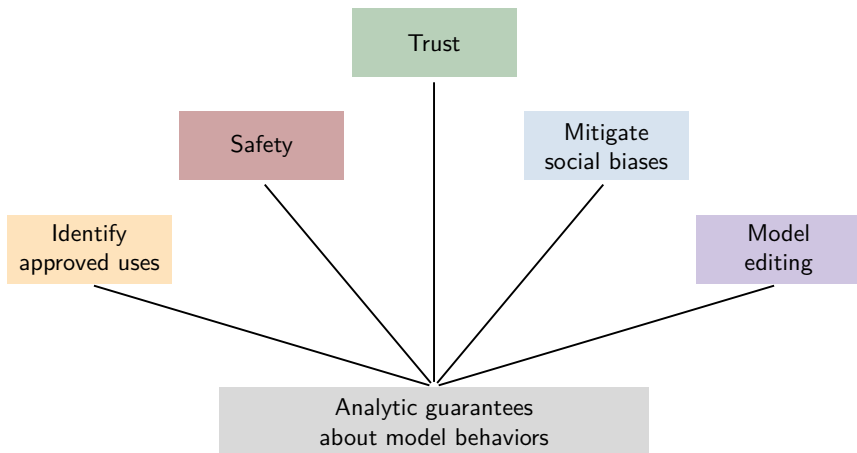 Trust
Safety
Mitigate
social biases
Identify
approved uses
Model
editing
Analytic guarantees
about model behaviors